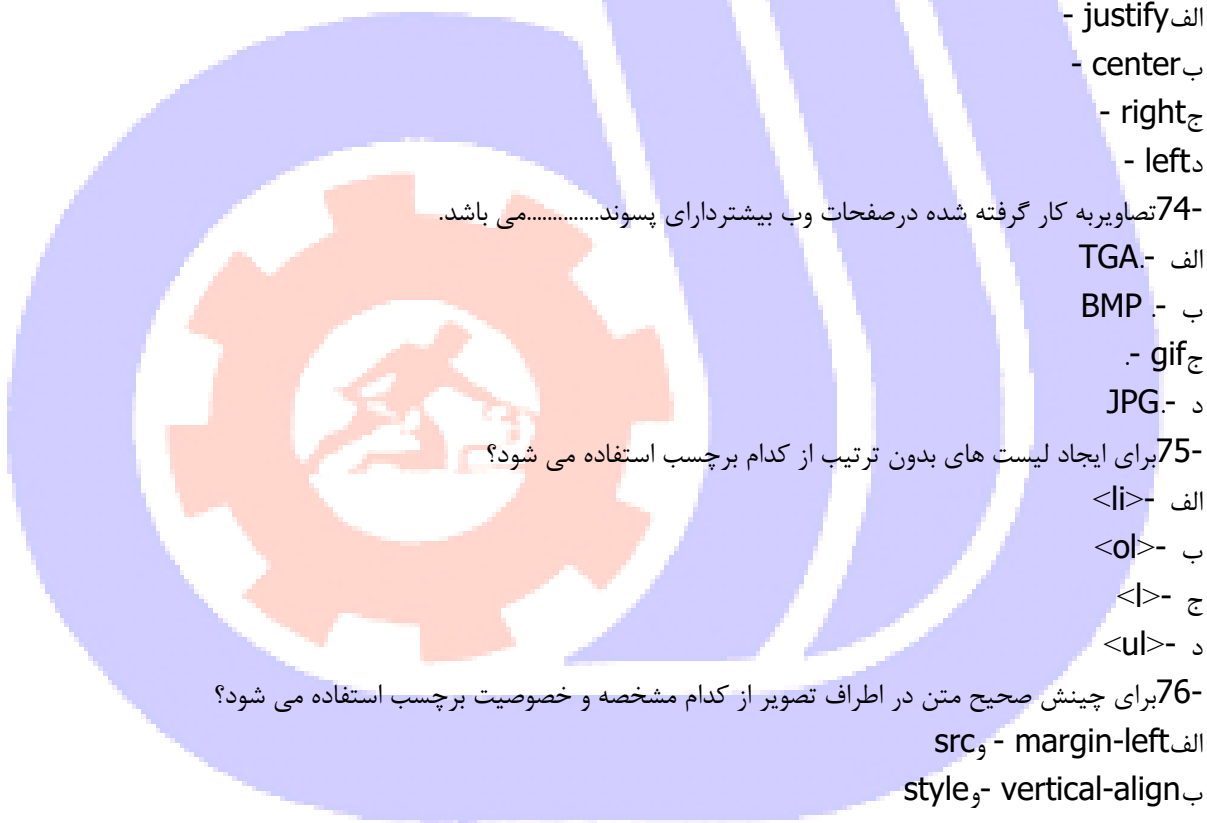 الف- justify
ب- center
ج- right
د- left
74-تصاویربه کار گرفته شده درصفحات وب بیشتردارای پسوند.............می باشد.
الف -.TGA
ب -. BMP
ج- gif.
د -.JPG
75-برای ایجاد لیست های بدون ترتیب از کدام برچسب استفاده می شود؟
الف -<li>
ب -<ol>
ج -<l>
د -<ul>
76-برای چینش صحیح متن در اطراف تصویر از کدام مشخصه و خصوصیت برچسب استفاده می شود؟
الف- margin-left وsrc
ب- vertical-align وstyle